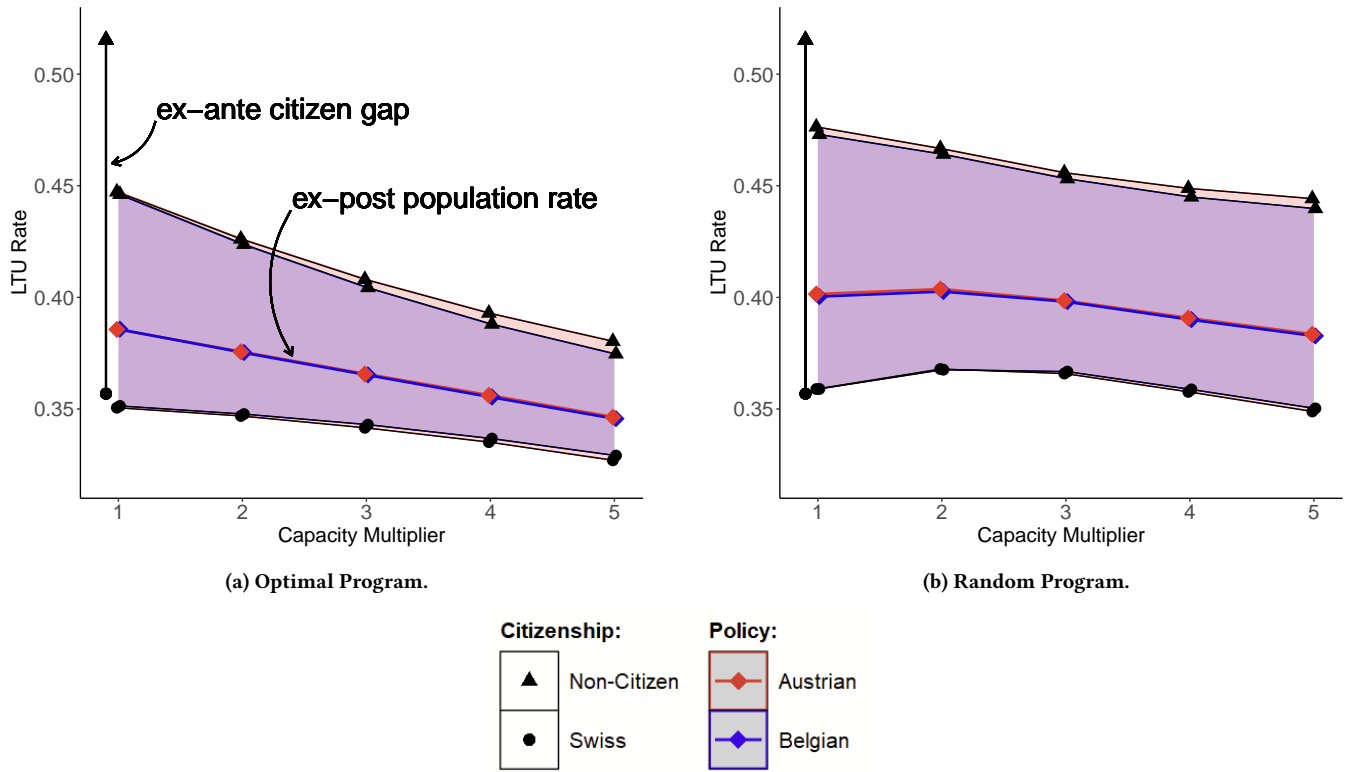 0.50
0.45
0.40
0.35
LTU Rate
ex−ante citizen gap
ex−post population rate
1 2 3 4 5
Capacity Multiplier
(a) Optimal Program.
0.50
0.45
0.40
0.35
LTU Rate
1 2 3 4 5
Capacity Multiplier
(b) Random Program.
Citizenship:
Non-Citizen
Swiss
Policy:
Austrian
Belgian